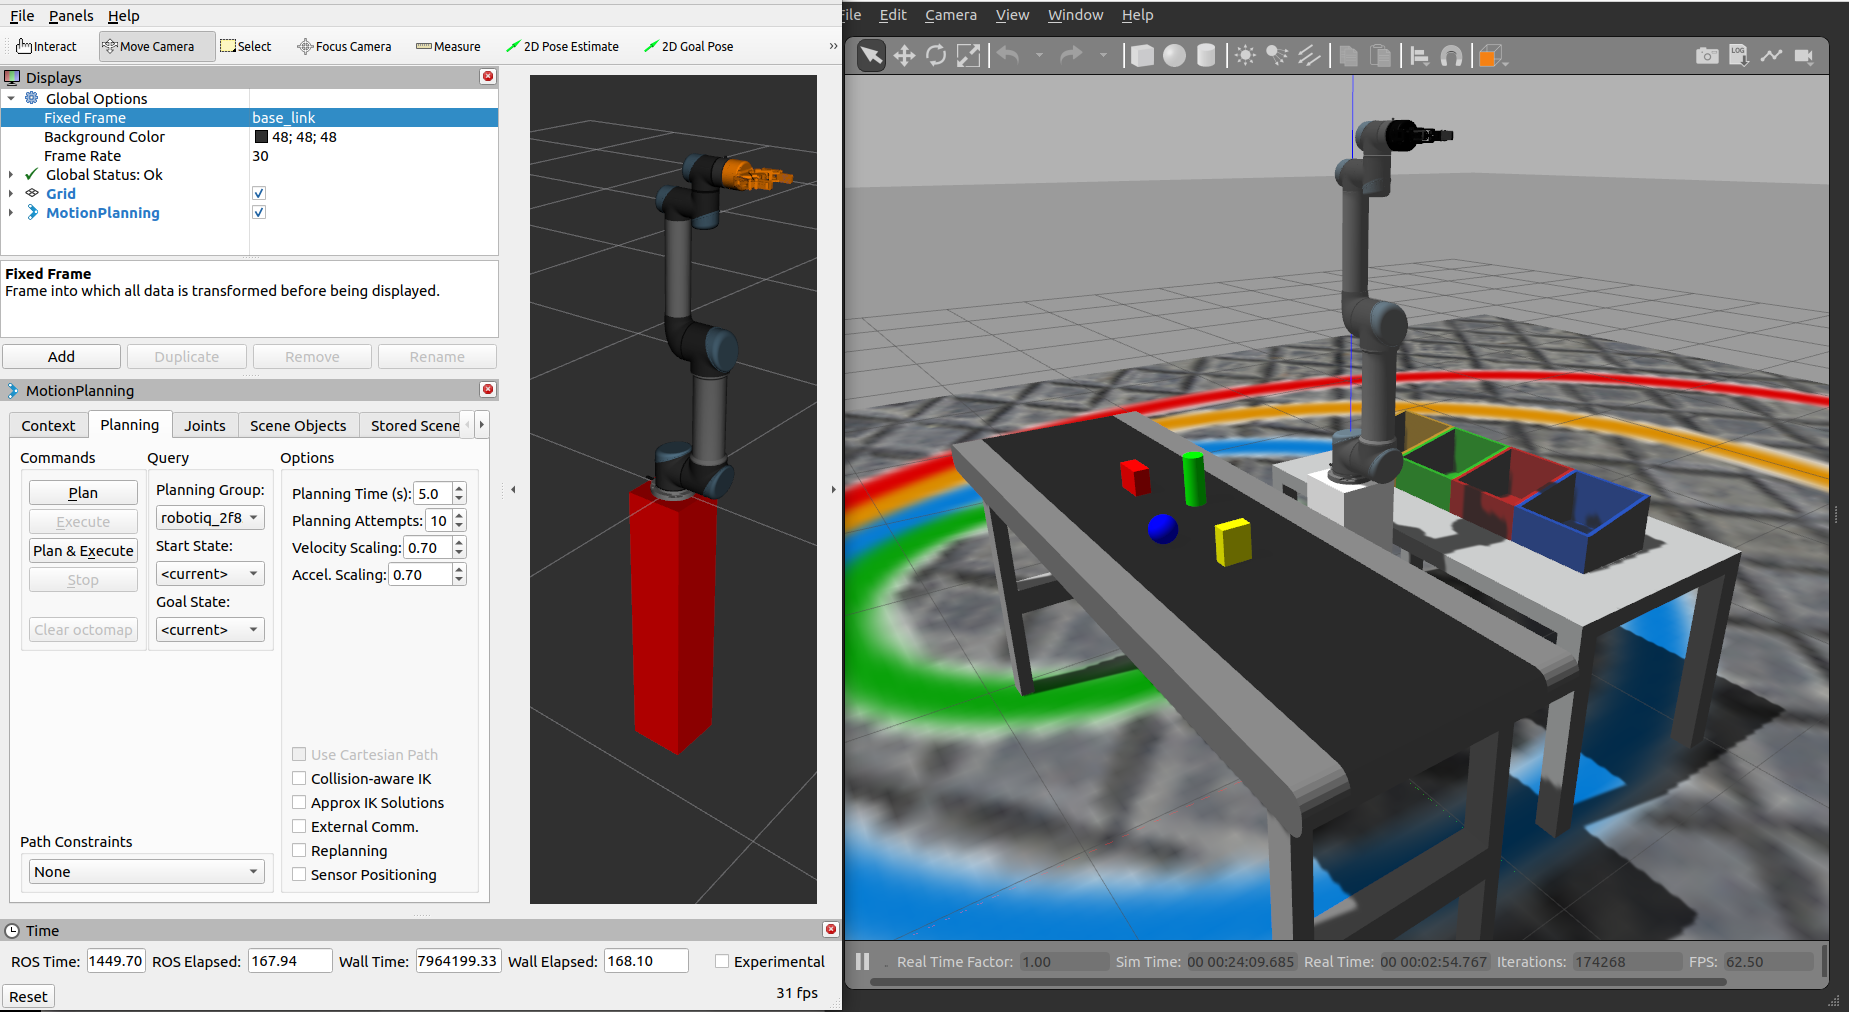 File Panels Help
Interact Move Camera Select Focus Camera Measure 2D Pose Estimate 2D Goal Pose »
Displays
Global Options
Fixed Frame base_link
Background Color 48; 48; 48
Frame Rate 30
Global Status: Ok
Grid
MotionPlanning
Fixed Frame
Frame into which all data is transformed before being displayed.
Add Duplicate Remove Rename
MotionPlanning
Context Planning Joints Scene Objects Stored Scene
Commands Query Options
Plan
Execute
Plan & Execute
Stop
Clear octomap
Planning Group:
robotiq_2f8
Start State:
<current>
Goal State:
<current>
Planning Time (s): 5.0
Planning Attempts: 10
Velocity Scaling: 0.70
Accel. Scaling: 0.70
Use Cartesian Path
Collision-aware IK
Approx IK Solutions
External Comm.
Replanning
Sensor Positioning
Path Constraints
None
Time
ROS Time: 1449.70 ROS Elapsed: 167.94 Wall Time: 7964199.33 Wall Elapsed: 168.10 Experimental
Reset 31 fps
File Edit Camera View Window Help
LOG
Real Time Factor: 1.00 Sim Time: 00 00:24:09.685 Real Time: 00 00:02:54.767 Iterations: 174268 FPS: 62.50